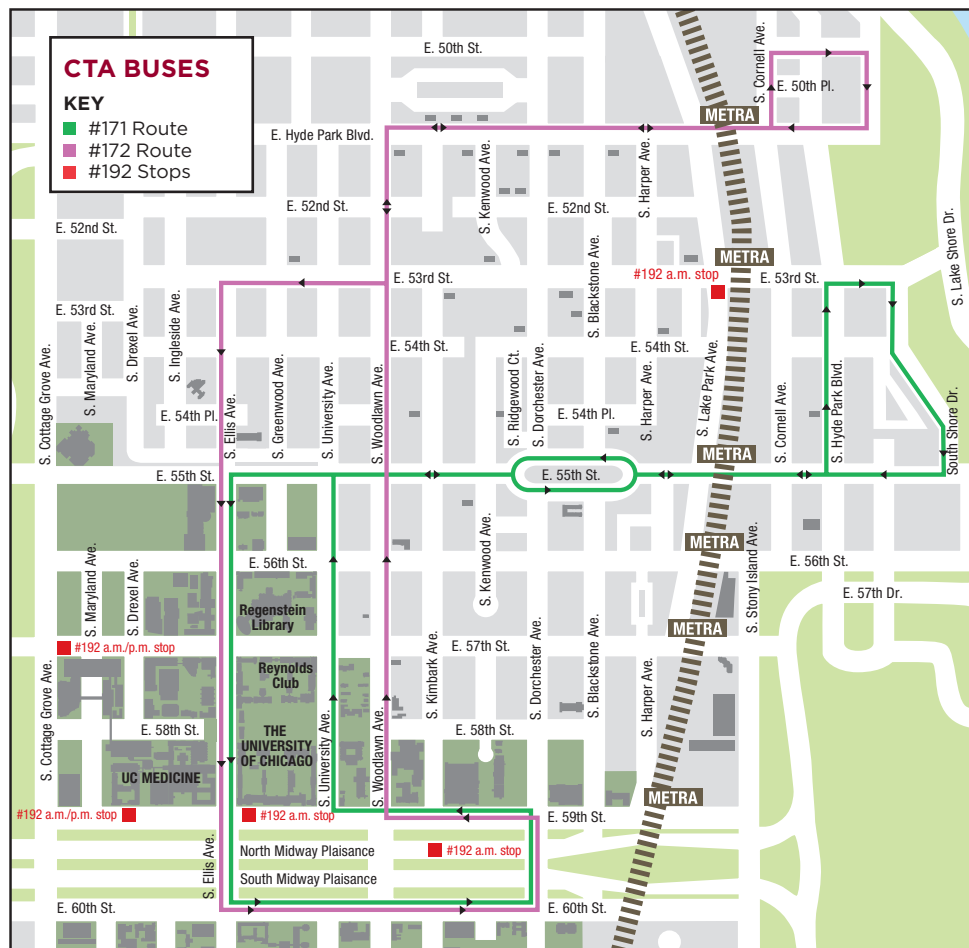 CTA BUSES
KEY
#171 Route
#172 Route
#192 Stops
E. 50th St.
S. Cornell Ave.
E. 50th Pl.
METRA
E. Hyde Park Blvd.
S. Kenwood Ave.
S. Harper Ave.
E. 52nd St.
E. 52nd St.
E. 52nd St.
S. Lake Shore Dr.
METRA
#192 a.m. stop
E. 53rd St.
E. 53rd St.
E. 53rd St.
S. Blackstone Ave.
S. Cottage Grove Ave.
S. Maryland Ave.
S. Drexel Ave.
S. Ingleside Ave.
E. 54th St.
E. 54th St.
S. Ellis Ave.
S. Greenwood Ave.
S. University Ave.
S. Woodlawn Ave.
S. Ridgewood Ct.
S. Dorchester Ave.
S. Harper Ave.
S. Lake Park Ave.
S. Cornell Ave.
S. Hyde Park Blvd.
South Shore Dr.
E. 54th Pl.
E. 54th Pl.
METRA
E. 55th St.
E. 55th St.
S. Maryland Ave.
S. Drexel Ave.
E. 56th St.
S. Kenwood Ave.
METRA
S. Stony Island Ave.
E. 56th St.
E. 57th Dr.
Regenstein
Library
METRA
#192 a.m./p.m. stop
E. 57th St.
Reynolds
Club
S. Cottage Grove Ave.
S. University Ave.
S. Woodlawn Ave.
S. Kimbark Ave.
S. Dorchester Ave.
S. Blackstone Ave.
S. Harper Ave.
E. 58th St.
E. 58th St.
THE
UNIVERSITY
OF CHICAGO
UC MEDICINE
METRA
#192 a.m./p.m. stop
#192 a.m. stop
E. 59th St.
S. Ellis Ave.
North Midway Plaisance
#192 a.m. stop
South Midway Plaisance
E. 60th St.
E. 60th St.